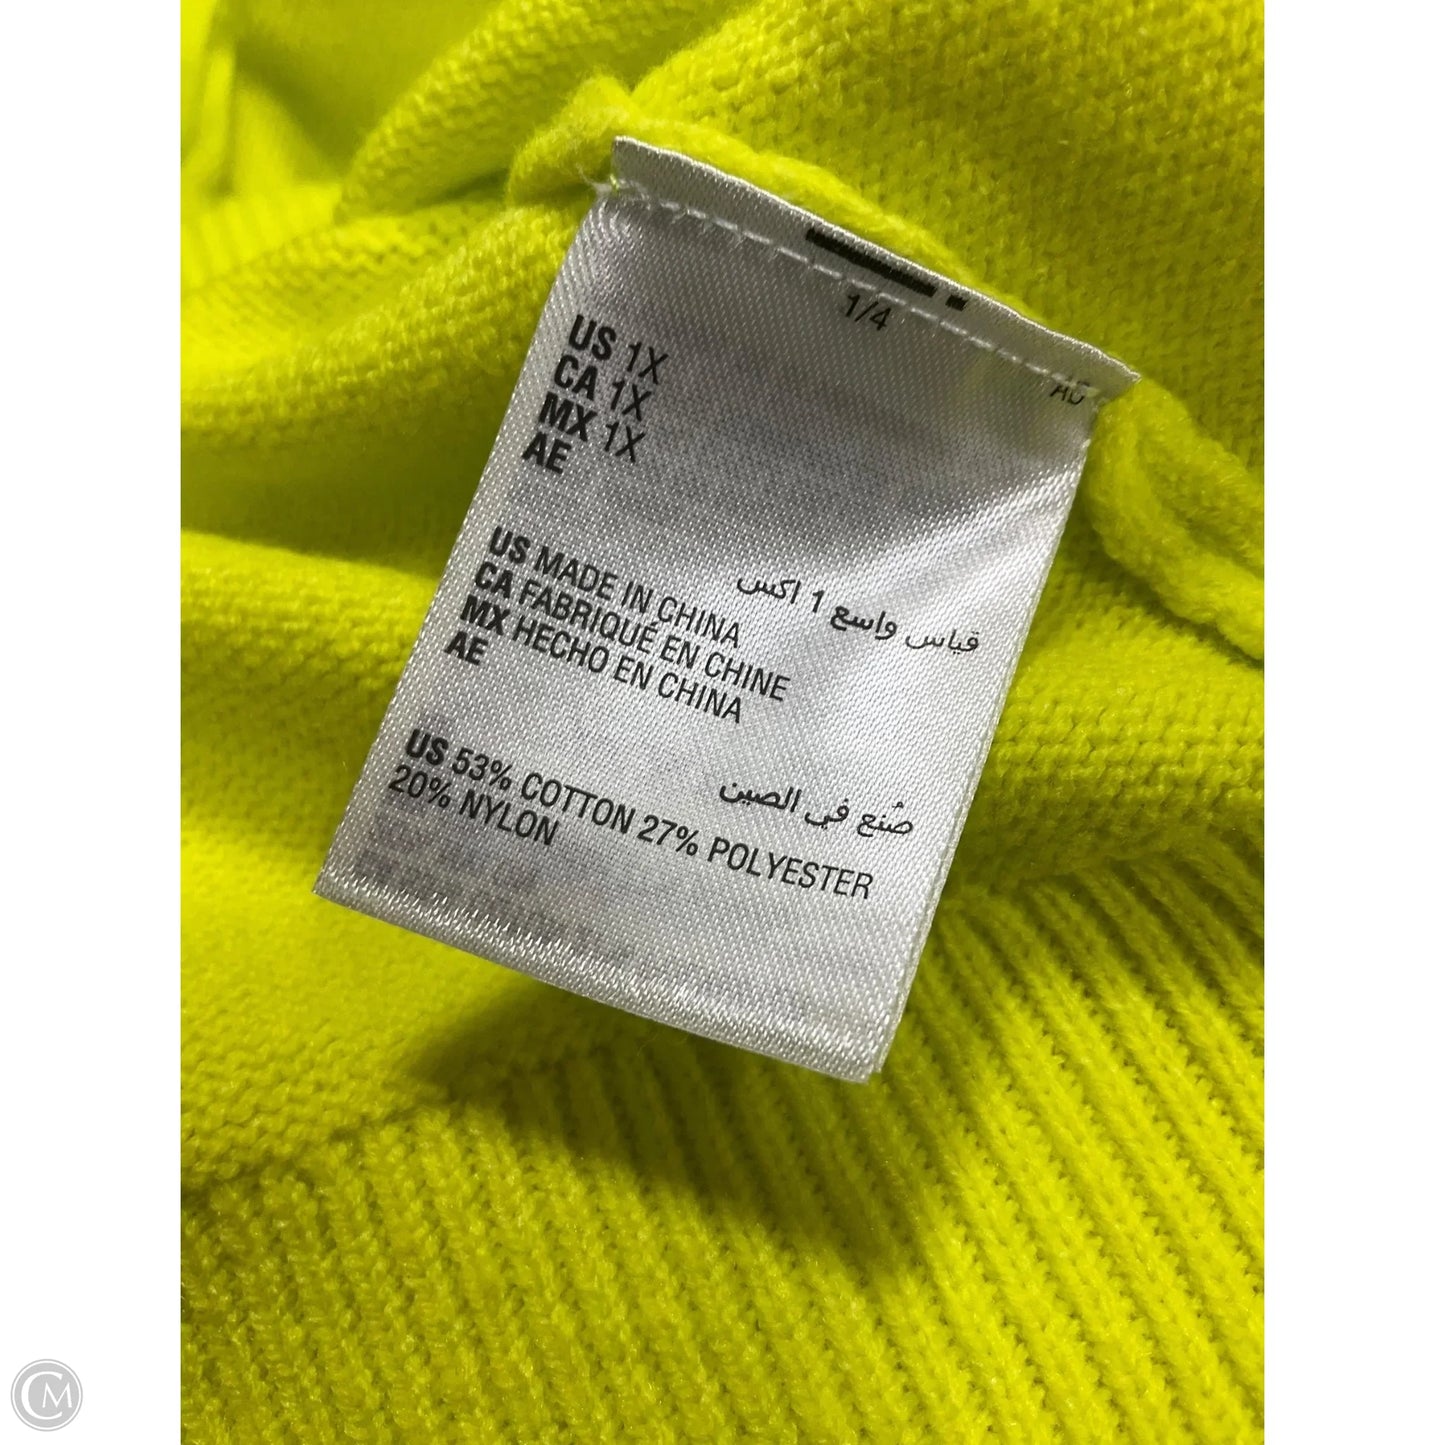 1/4
US 1X
CA 1X
MX 1X
AE
قياس واسع 1 اكس
US MADE IN CHINA
CA FABRIQUÉ EN CHINE
MX HECHO EN CHINA
AE
صُنع في الصين
US 53% COTTON 27% POLYESTER
20% NYLON
CM